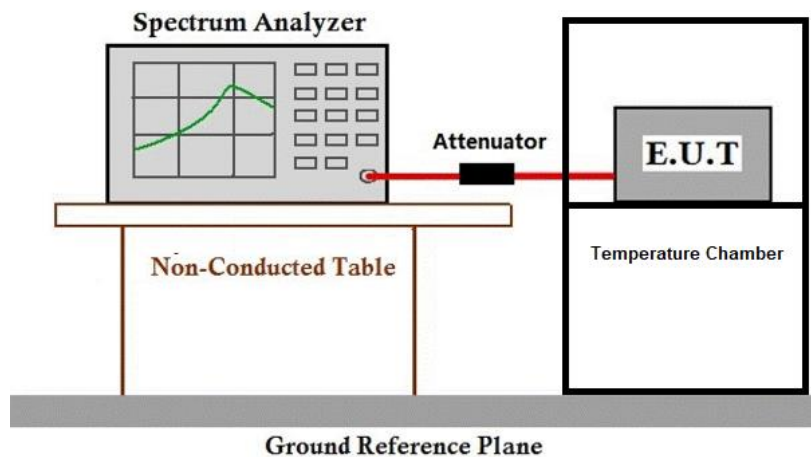 Spectrum Analyzer
Attenuator
E.U.T
Non-Conducted Table
Temperature Chamber
Ground Reference Plane